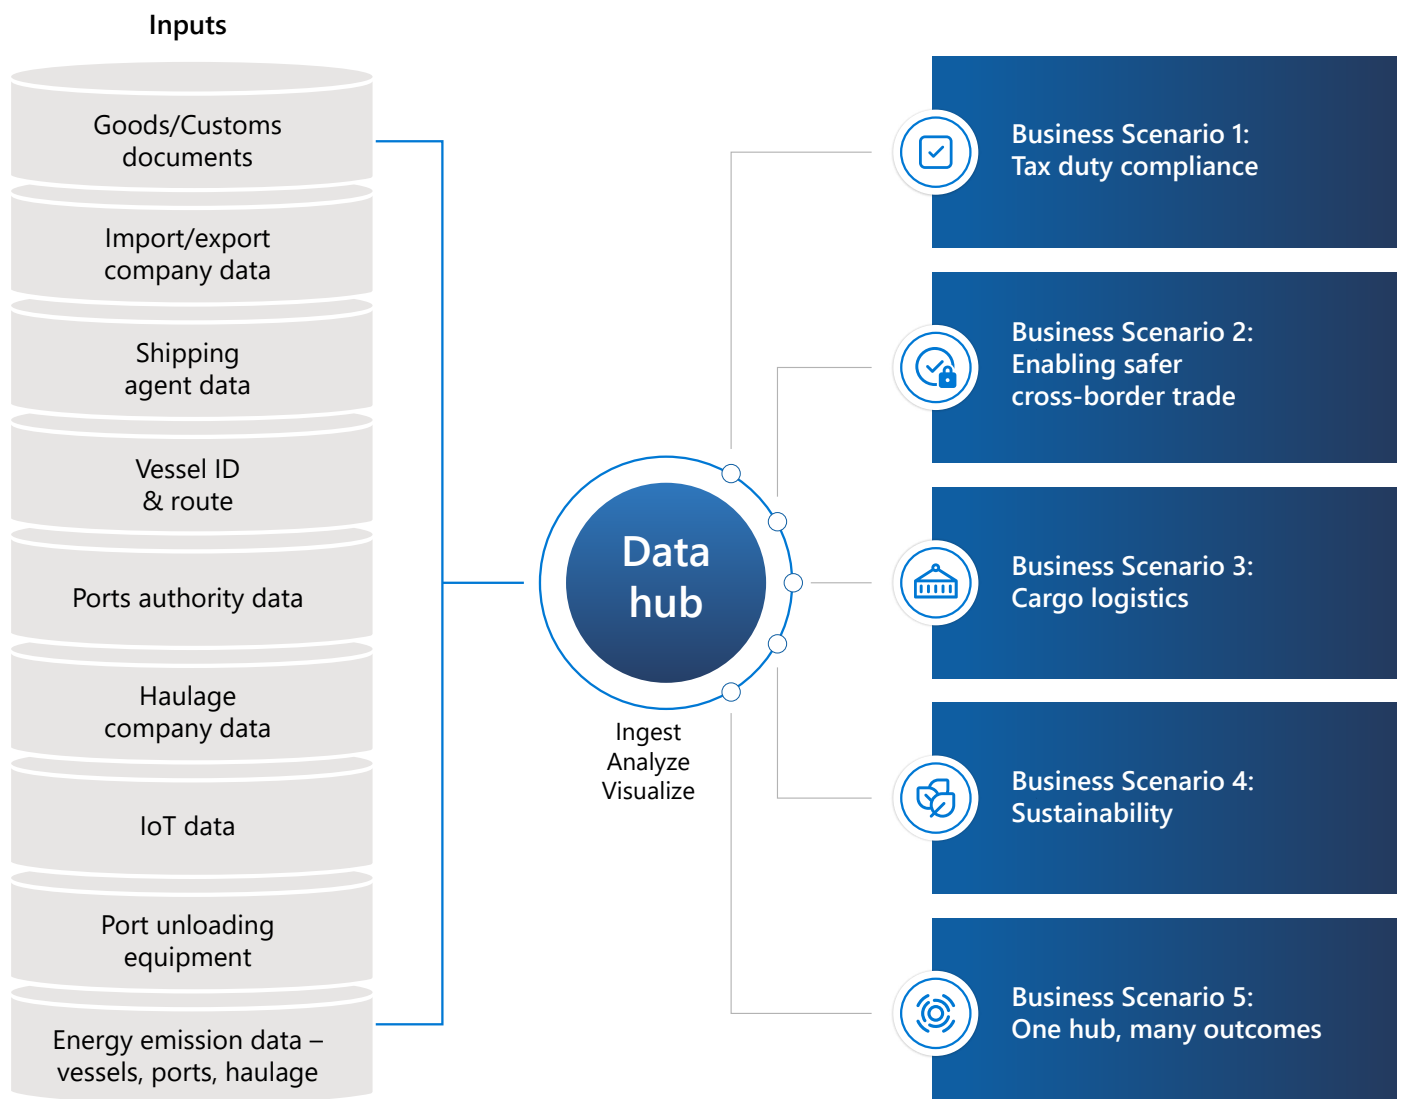 Inputs
Goods/Customs
documents
Import/export
company data
Shipping
agent data
Vessel ID
& route
Ports authority data
Haulage
company data
IoT data
Port unloading
equipment
Energy emission data –
vessels, ports, haulage
Data
hub
Ingest
Analyze
Visualize
Business Scenario 1:
Tax duty compliance
Business Scenario 2:
Enabling safer
cross-border trade
Business Scenario 3:
Cargo logistics
Business Scenario 4:
Sustainability
Business Scenario 5:
One hub, many outcomes